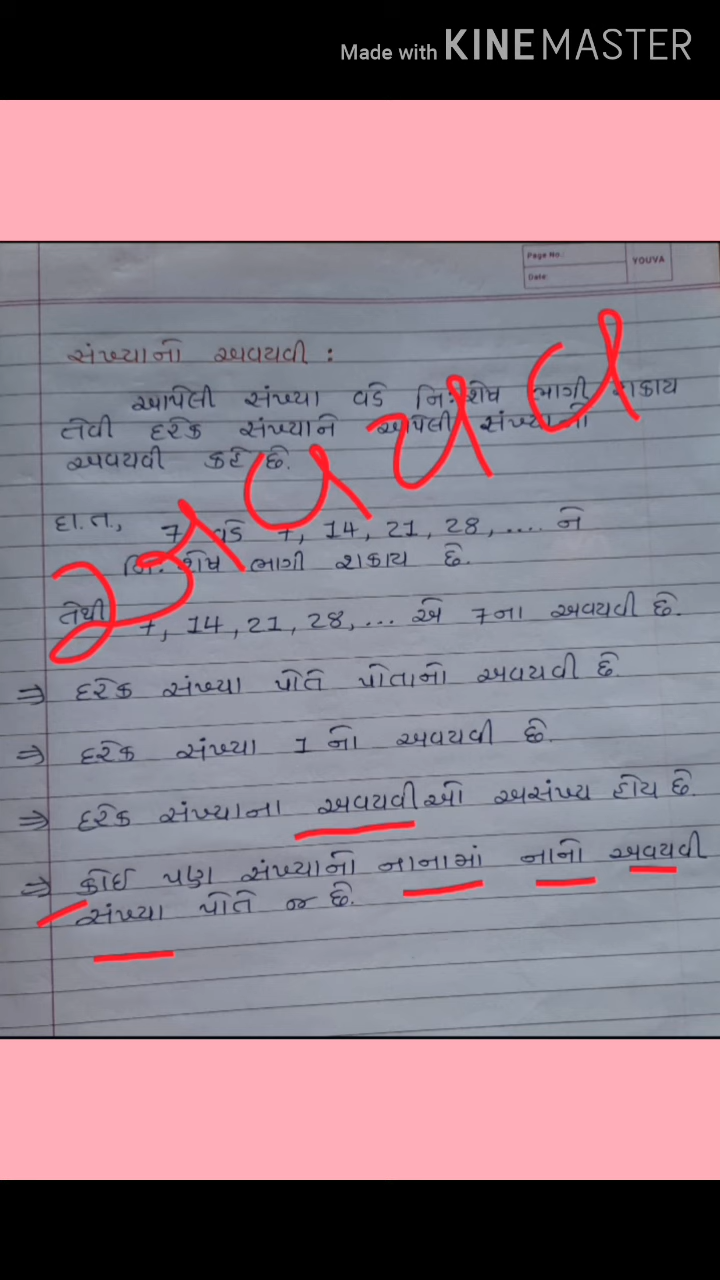 Made with KINEMASTER
Page No.:
YOUVA
Date:
સંખ્યાનો અવયવી :
આપેલી સંખ્યા વડે નિ:શેષ ભાગી શકાય
તેવી દરેક સંખ્યાને આપેલી સંખ્યાનો
અવયવી કહે છે.
દા.ત., 7 વડે 7, 14, 21, 28, .... ને
નિ:શેષ ભાગી શકાય છે.
તેથી 7, 14, 21, 28, ... એ 7ના અવયવી છે.
⇒ દરેક સંખ્યા પોતે પોતાનો અવયવી છે
⇒ દરેક સંખ્યા 1 નો અવયવી છે.
⇒ દરેક સંખ્યાના અવયવીઓ અસંખ્ય હોય છે.
⇒ કોઈ પણ સંખ્યાનો નાનામાં નાનો અવયવી
સંખ્યા પોતે જ છે.